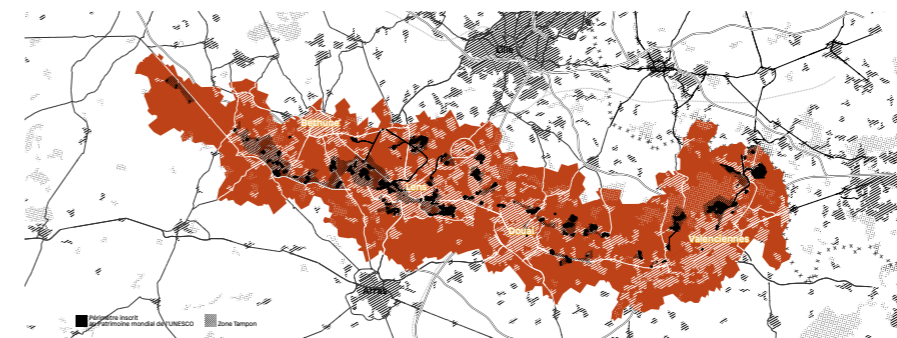 Lille
Béthune
Lens
Douai
Valenciennes
Arras
Périmètre inscrit
au Patrimoine mondial de l'UNESCO
Zone Tampon